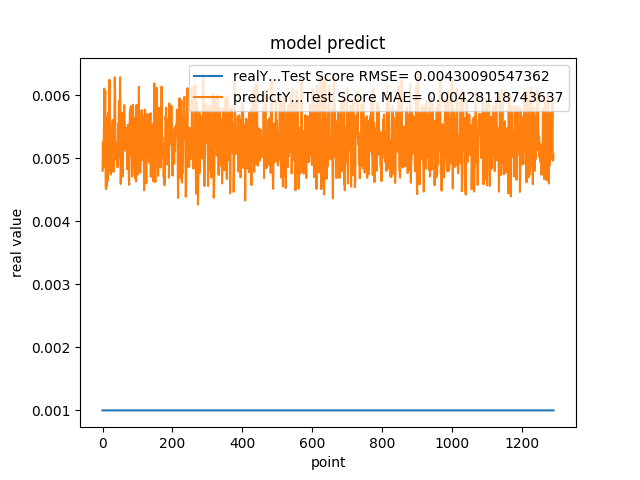 model predict
realY...Test Score RMSE= 0.00430090547362
predictY...Test Score MAE= 0.00428118743637
0.006
0.005
0.004
0.003
0.002
0.001
real value
0 200 400 600 800 1000 1200
point